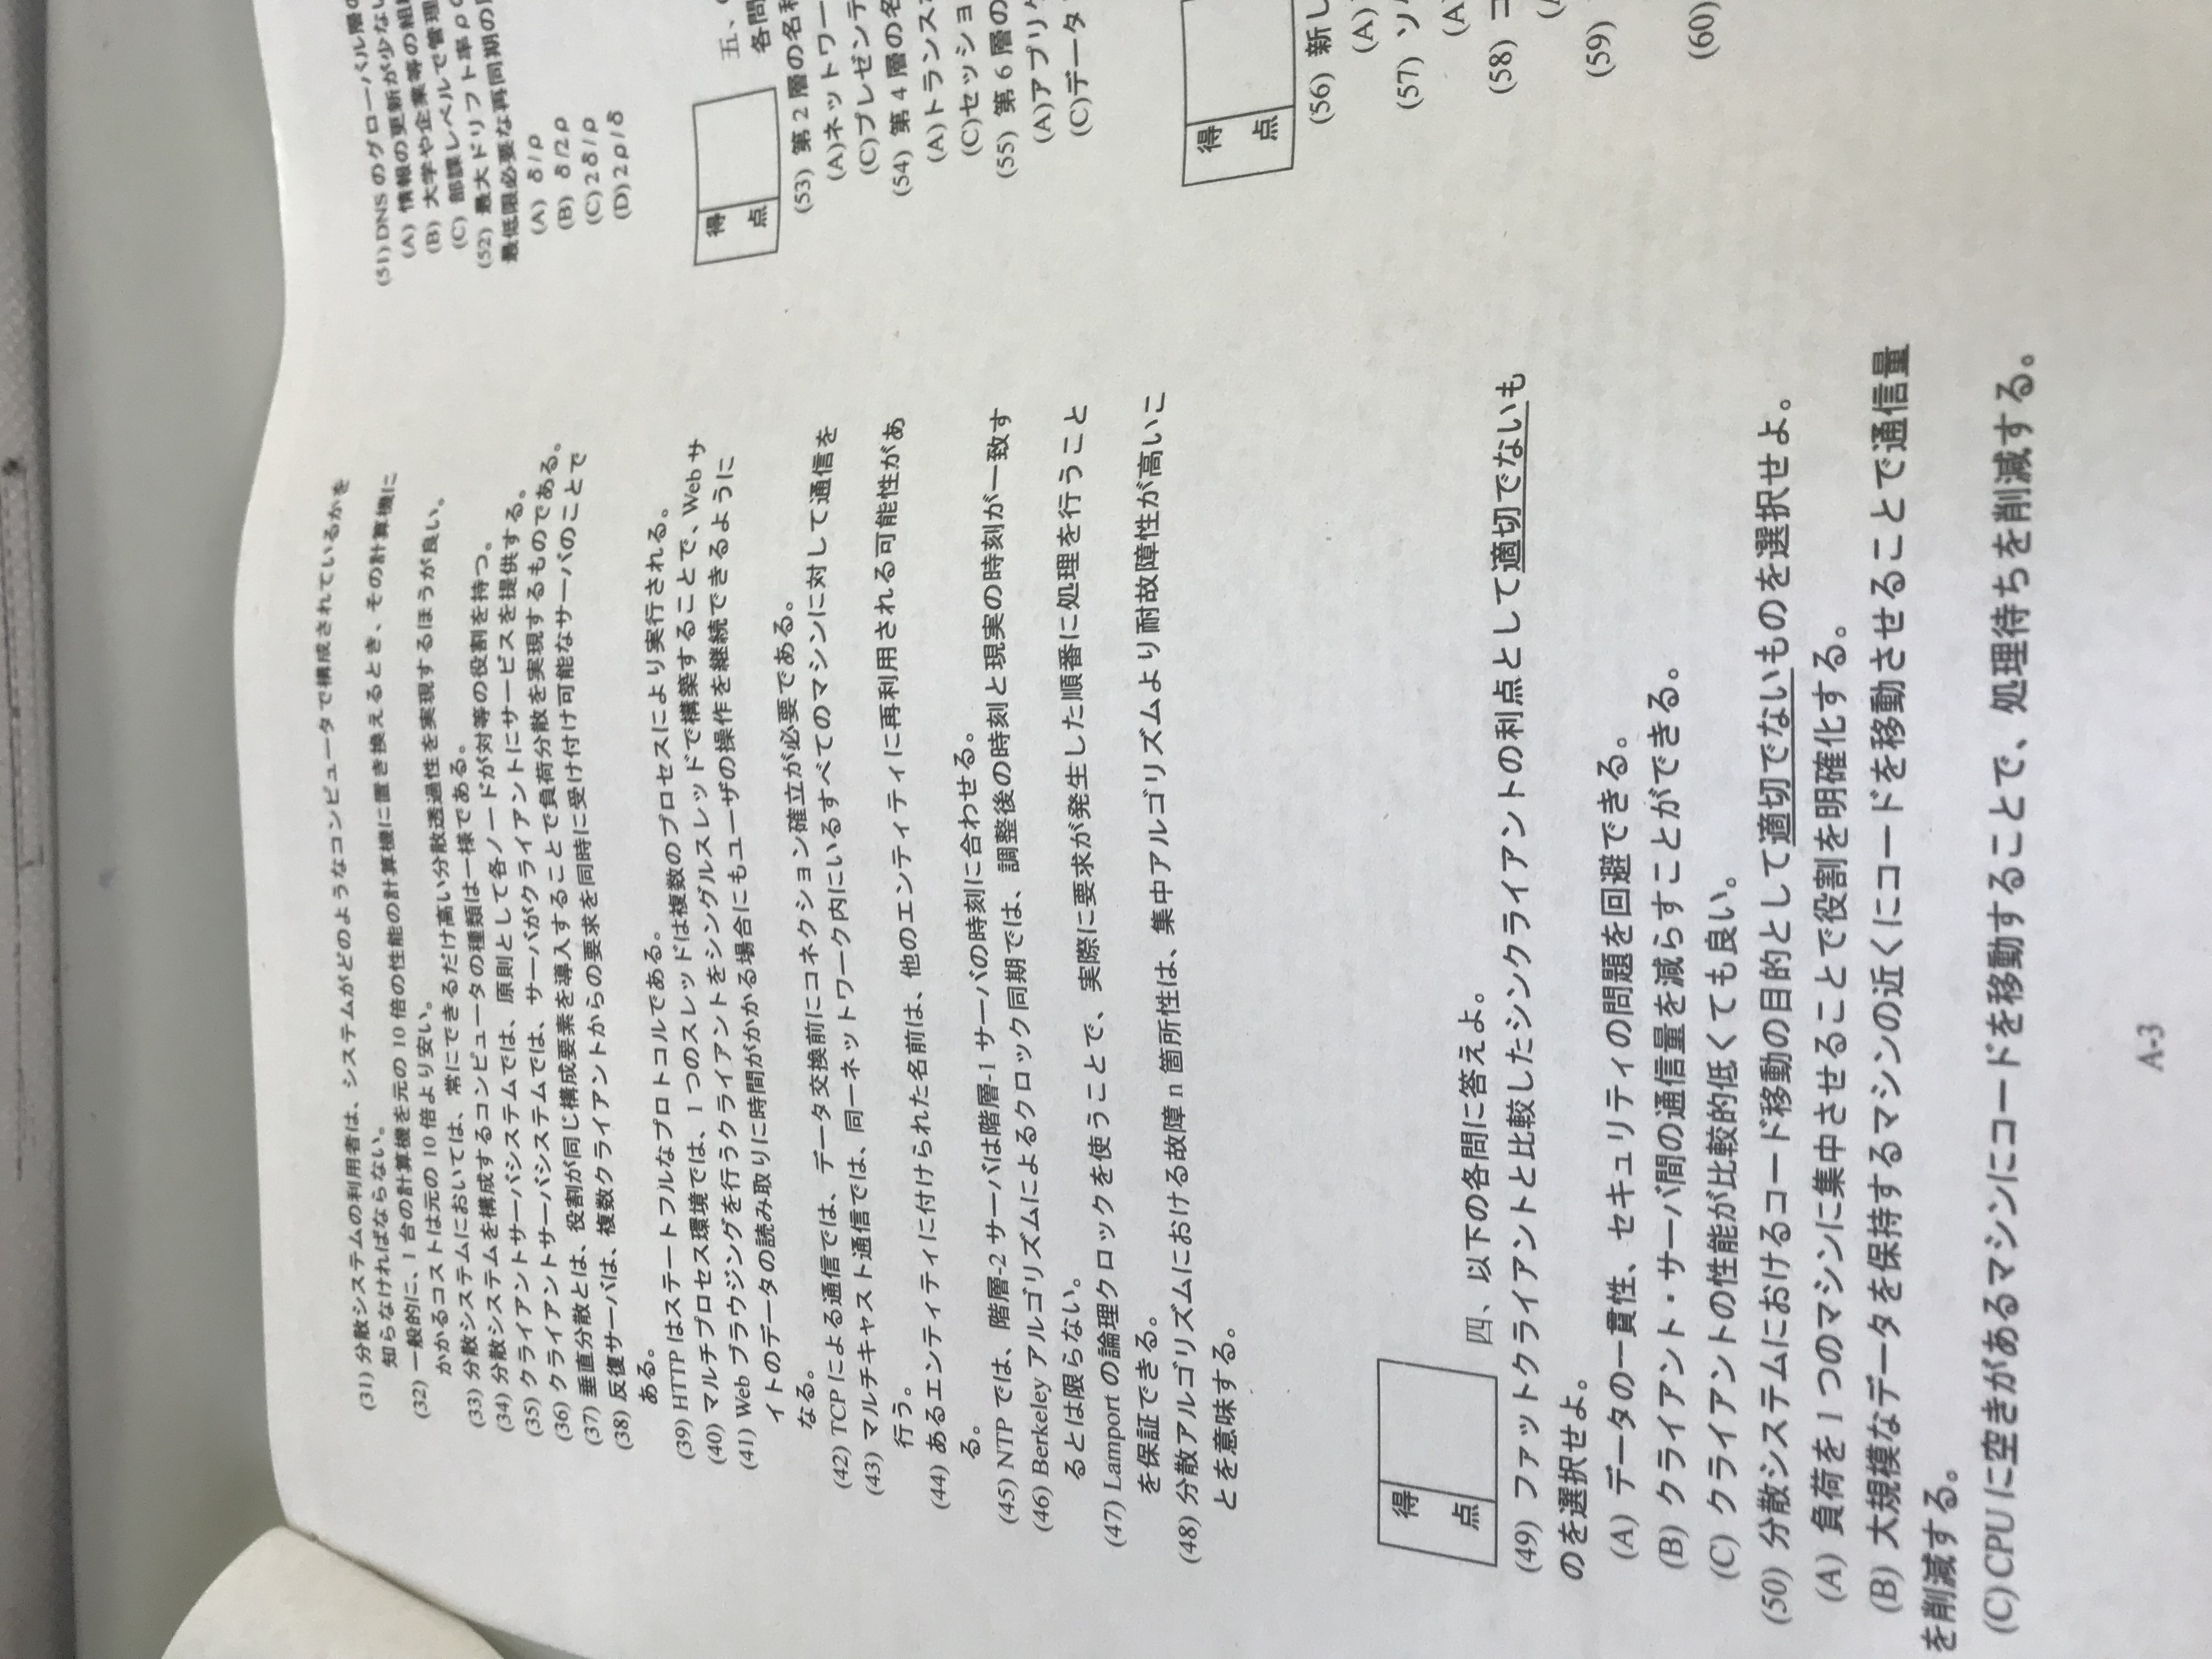 (31) 分散システムの利用者は、システムがどのようなコンピュータで構成されているかを
知らなければならない。
(32) 一般的に、1 台の計算機を元の 10 倍の性能の計算機に置き換えるとき、その計算機に
かかるコストは元の 10 倍より安い。
(33) 分散システムにおいては、常にできるだけ高い分散透過性を実現するほうが良い。
(34) 分散システムを構成するコンピュータの種類は一様である。
(35) クライアントサーバシステムでは、原則として各ノードが対等の役割を持つ。
(36) クライアントサーバシステムでは、サーバがクライアントにサービスを提供する。
(37) 垂直分散とは、役割が同じ構成要素を導入することで負荷分散を実現するものである。
(38) 反復サーバは、複数クライアントからの要求を同時に受け付け可能なサーバのことで
ある。
(39) HTTP はステートフルなプロトコルである。
(40) マルチプロセス環境では、1 つのスレッドは複数のプロセスにより実行される。
(41) Web ブラウジングを行うクライアントをシングルスレッドで構築することで、Web サ
イトのデータの読み取りに時間がかかる場合にもユーザの操作を継続できるように
なる。
(42) TCP による通信では、データ交換前にコネクション確立が必要である。
(43) マルチキャスト通信では、同一ネットワーク内にいるすべてのマシンに対して通信を
行う。
(44) あるエンティティに付けられた名前は、他のエンティティに再利用される可能性があ
る。
(45) NTP では、階層-2 サーバは階層-1 サーバの時刻に合わせる。
(46) Berkeley アルゴリズムによるクロック同期では、調整後の時刻と現実の時刻が一致す
るとは限らない。
(47) Lamport の論理クロックを使うことで、実際に要求が発生した順番に処理を行うこと
を保証できる。
(48) 分散アルゴリズムにおける故障 n 箇所性は、集中アルゴリズムより耐故障性が高いこ
とを意味する。
得
点
四、以下の各問に答えよ。
(49) ファットクライアントと比較したシンクライアントの利点として適切でないも
のを選択せよ。
(A) データの一貫性、セキュリティの問題を回避できる。
(B) クライアント・サーバ間の通信量を減らすことができる。
(C) クライアントの性能が比較的低くても良い。
(50) 分散システムにおけるコード移動の目的として適切でないものを選択せよ。
(A) 負荷を 1 つのマシンに集中させることで役割を明確化する。
(B) 大規模なデータを保持するマシンの近くにコードを移動させることで通信量
を削減する。
(C) CPU に空きがあるマシンにコードを移動することで、処理待ちを削減する。
A-3
(51) DNS のグローバル層の
(A) 情報の更新が少ない
(B) 大学や企業等の組
(C) 部課レベルで管理
(52) 最大ドリフト率 ρ
最低限必要な再同期の
(A) δ/ρ
(B) δ/2ρ
(C) 2δ/ρ
(D) 2ρ/δ
得
点
五、
各問
(53) 第 2 層の名称
(A)ネットワー
(C)プレゼンテ
(54) 第 4 層の名
(A)トランス
(C)セッショ
(55) 第 6 層の
(A)アプリケ
(C)データ
得
点
(56) 新し
(A)
(57) ソ
(A
(58) コ
(59)
(60)